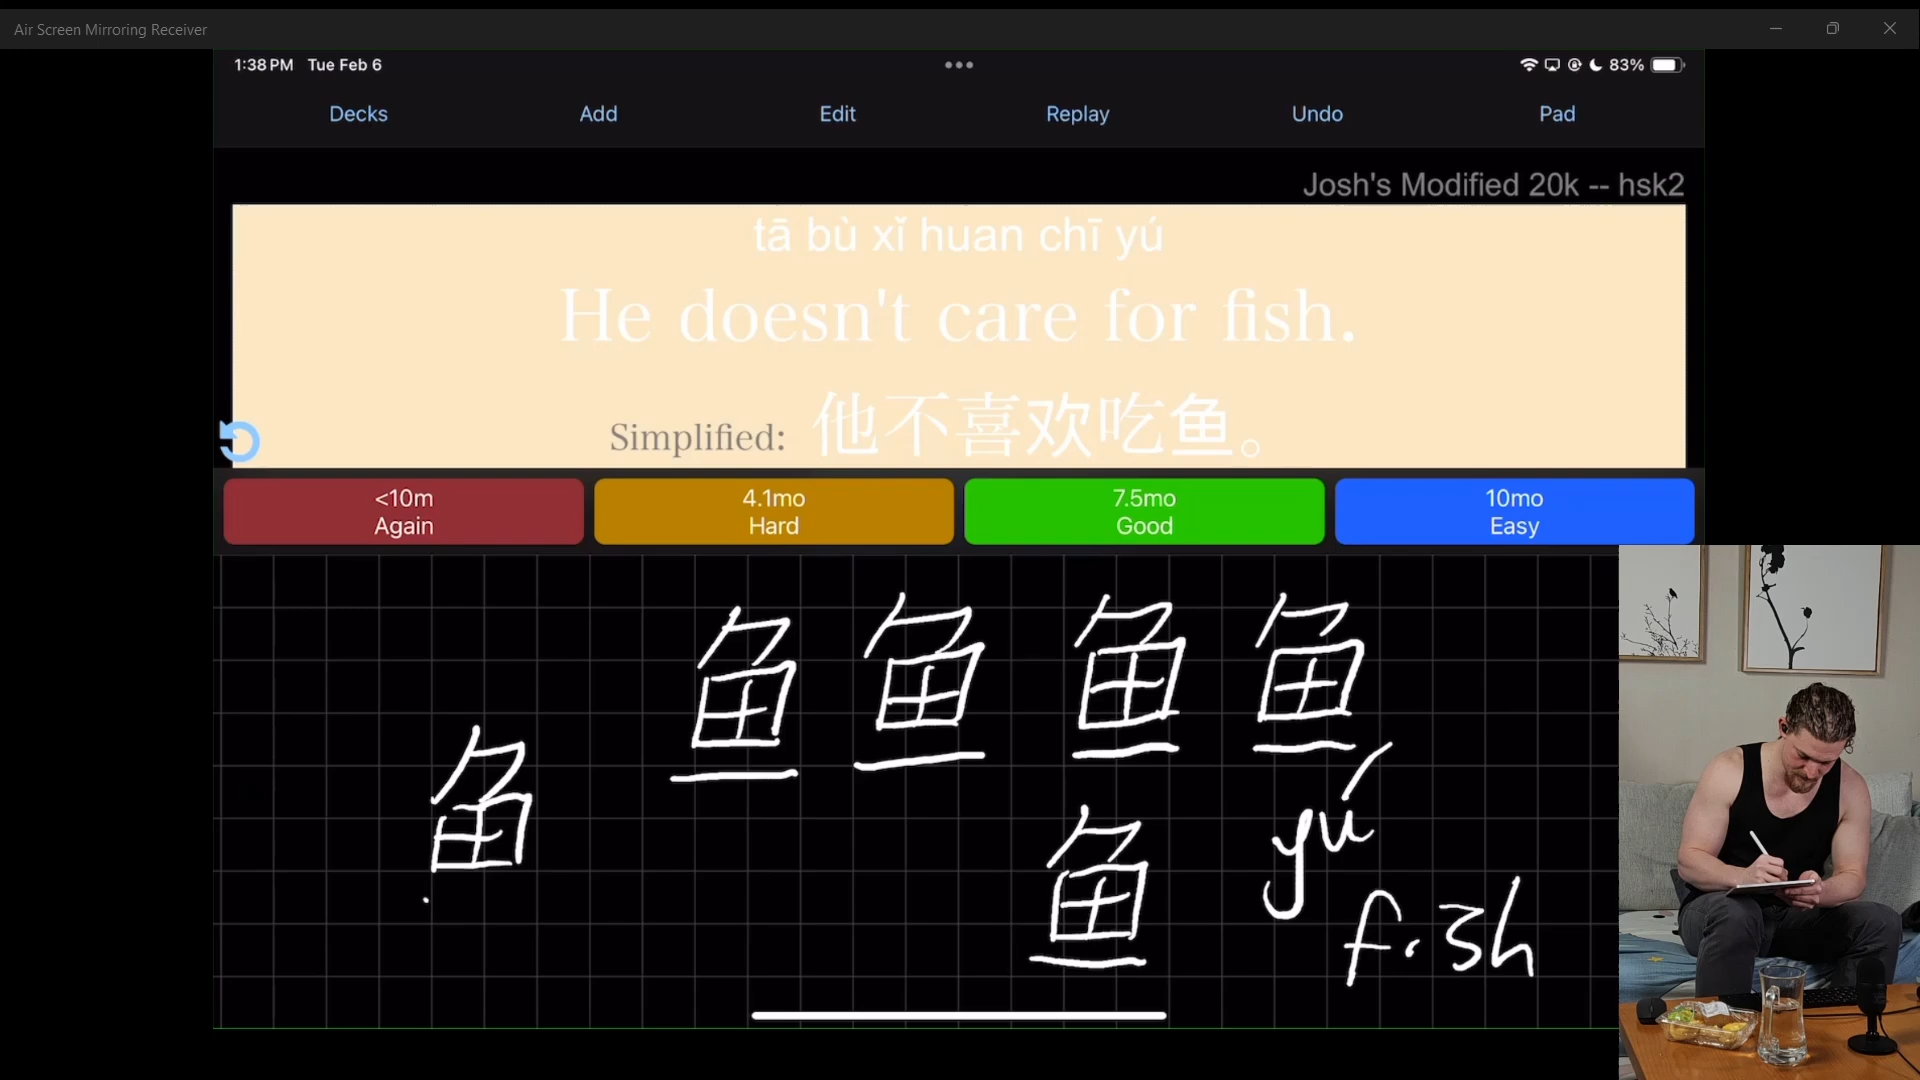 Air Screen Mirroring Receiver
1:38 PM Tue Feb 6
83%
Decks Add Edit Replay Undo Pad
Josh's Modified 20k -- hsk2
tā bù xǐ huan chī yú
He doesn't care for fish.
Simplified: 他不喜欢吃鱼。
<10m 4.1mo 7.5mo 10mo
Again Hard Good Easy
鱼 鱼 鱼 鱼
鱼 鱼 yú
fish